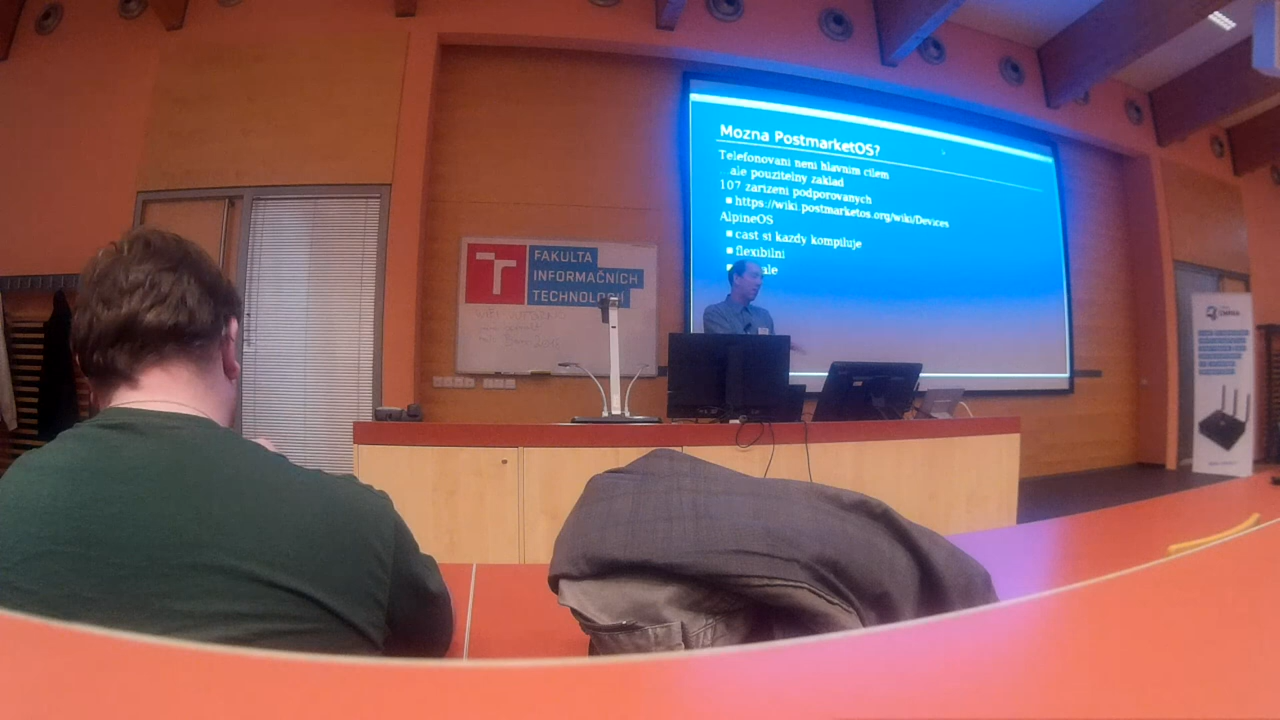 Mozna PostmarketOS?
Telefonovani neni hlavnim cilem
ale pouzitelny zaklad
107 zarizeni podporovanych
https://wiki.postmarketos.org/wiki/Devices
AlpineOS
cast si kazdy kompiluje
flexibilni
ale
FAKULTA
INFORMAČNÍCH
TECHNOLOGIÍ